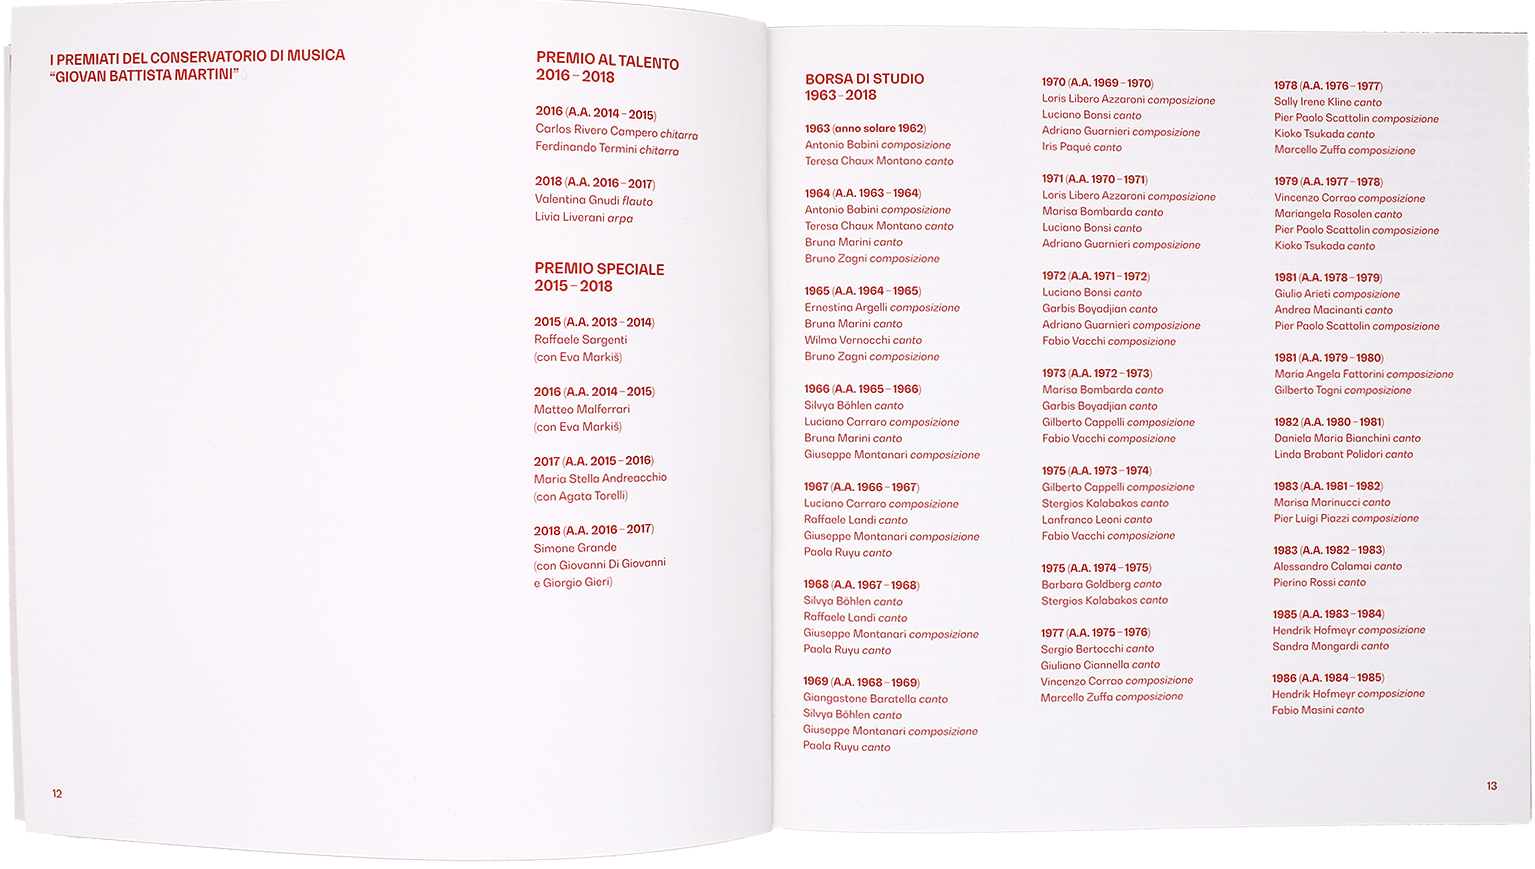 I PREMIATI DEL CONSERVATORIO DI MUSICA
“GIOVAN BATTISTA MARTINI”
PREMIO AL TALENTO
2016 – 2018
2016 (A.A. 2014 – 2015)
Carlos Rivero Campero chitarra
Ferdinando Termini chitarra
2018 (A.A. 2016 – 2017)
Valentina Gnudi flauto
Livia Liverani arpa
PREMIO SPECIALE
2015 – 2018
2015 (A.A. 2013 – 2014)
Raffaele Sargenti
(con Eva Markiš)
2016 (A.A. 2014 – 2015)
Matteo Malferrari
(con Eva Markiš)
2017 (A.A. 2015 – 2016)
Maria Stella Andreacchio
(con Agata Torelli)
2018 (A.A. 2016 – 2017)
Simone Grande
(con Giovanni Di Giovanni
e Giorgio Gieri)
12
BORSA DI STUDIO
1963 – 2018
1963 (anno solare 1962)
Antonio Babini composizione
Teresa Chaux Montano canto
1964 (A.A. 1963 – 1964)
Antonio Babini composizione
Teresa Chaux Montano canto
Bruna Marini canto
Bruno Zagni composizione
1965 (A.A. 1964 – 1965)
Ernestina Argelli composizione
Bruna Marini canto
Wilma Vernocchi canto
Bruno Zagni composizione
1966 (A.A. 1965 – 1966)
Silvya Böhlen canto
Luciano Carraro composizione
Bruna Marini canto
Giuseppe Montanari composizione
1967 (A.A. 1966 – 1967)
Luciano Carraro composizione
Raffaele Landi canto
Giuseppe Montanari composizione
Paola Ruyu canto
1968 (A.A. 1967 – 1968)
Silvya Böhlen canto
Raffaele Landi canto
Giuseppe Montanari composizione
Paola Ruyu canto
1969 (A.A. 1968 – 1969)
Giangastone Baratella canto
Silvya Böhlen canto
Giuseppe Montanari composizione
Paola Ruyu canto
1970 (A.A. 1969 – 1970)
Loris Libero Azzaroni composizione
Luciano Bonsi canto
Adriano Guarnieri composizione
Iris Paqué canto
1971 (A.A. 1970 – 1971)
Loris Libero Azzaroni composizione
Marisa Bombarda canto
Luciano Bonsi canto
Adriano Guarnieri composizione
1972 (A.A. 1971 – 1972)
Luciano Bonsi canto
Garbis Boyadjian canto
Adriano Guarnieri composizione
Fabio Vacchi composizione
1973 (A.A. 1972 – 1973)
Marisa Bombarda canto
Garbis Boyadjian canto
Gilberto Cappelli composizione
Fabio Vacchi composizione
1975 (A.A. 1973 – 1974)
Gilberto Cappelli composizione
Stergios Kalabakos canto
Lanfranco Leoni canto
Fabio Vacchi composizione
1975 (A.A. 1974 – 1975)
Barbara Goldberg canto
Stergios Kalabakos canto
1977 (A.A. 1975 – 1976)
Sergio Bertocchi canto
Giuliano Ciannella canto
Vincenzo Corrao composizione
Marcello Zuffa composizione
1978 (A.A. 1976 – 1977)
Sally Irene Kline canto
Pier Paolo Scattolin composizione
Kioko Tsukada canto
Marcello Zuffa composizione
1979 (A.A. 1977 – 1978)
Vincenzo Corrao composizione
Mariangela Rosolen canto
Pier Paolo Scattolin composizione
Kioko Tsukada canto
1981 (A.A. 1978 – 1979)
Giulio Arieti composizione
Andrea Macinanti canto
Pier Paolo Scattolin composizione
1981 (A.A. 1979 – 1980)
Maria Angela Fattorini composizione
Gilberto Togni composizione
1982 (A.A. 1980 – 1981)
Daniela Maria Bianchini canto
Linda Brabant Polidori canto
1983 (A.A. 1981 – 1982)
Marisa Marinucci canto
Pier Luigi Piazzi composizione
1983 (A.A. 1982 – 1983)
Alessandro Calamai canto
Pierino Rossi canto
1985 (A.A. 1983 – 1984)
Hendrik Hofmeyr composizione
Sandra Mongardi canto
1986 (A.A. 1984 – 1985)
Hendrik Hofmeyr composizione
Fabio Masini canto
13